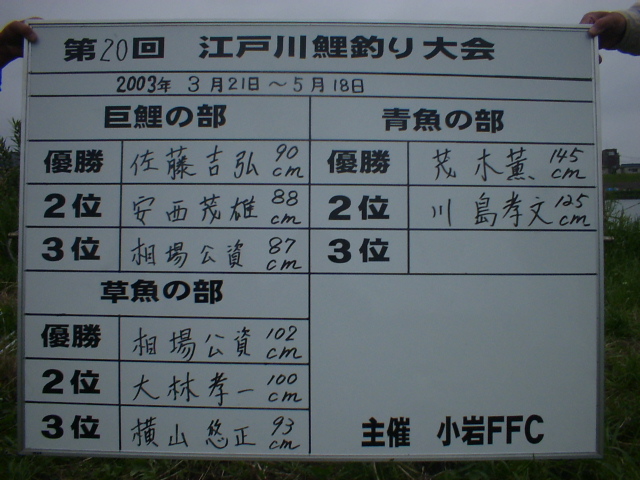 第20回 江戸川鯉釣り大会
2003年 3月21日～5月18日
巨鯉の部
優勝 佐藤吉弘 90cm
2位 安西茂雄 88cm
3位 相場公資 87cm
草魚の部
優勝 相場公資 102cm
2位 大林孝一 100cm
3位 横山悠正 93cm
青魚の部
優勝 茂木薫 145cm
2位 川島孝文 125cm
3位
主催 小岩FFC